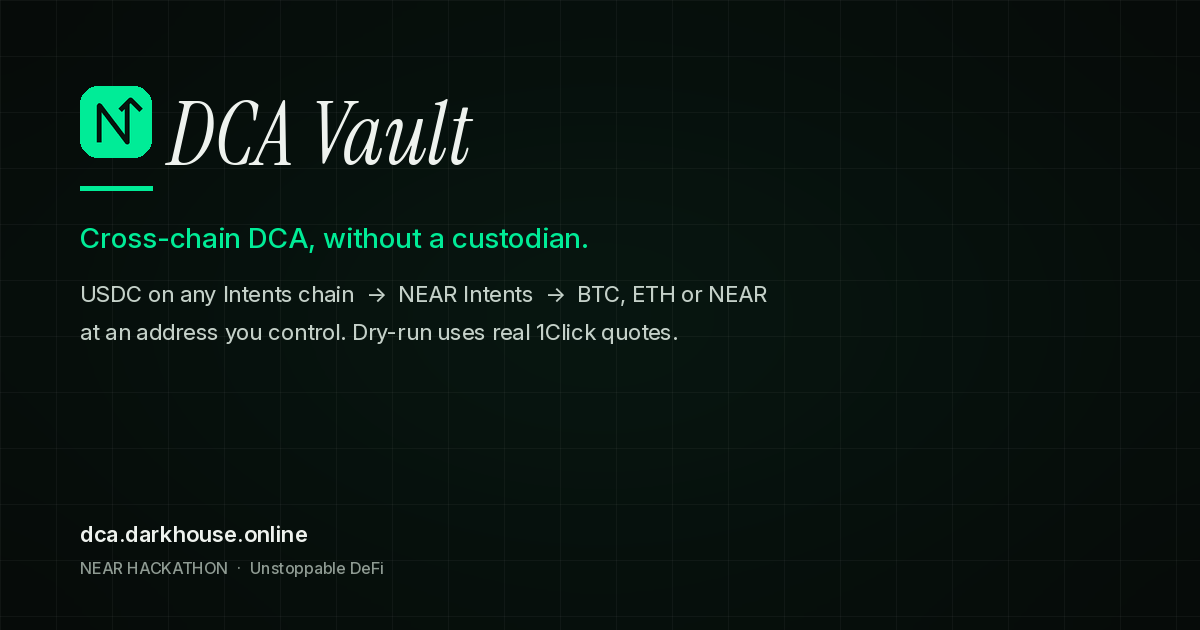 DCA Vault
Cross-chain DCA, without a custodian.
USDC on any Intents chain → NEAR Intents → BTC, ETH or NEAR
at an address you control. Dry-run uses real 1Click quotes.
dca.darkhouse.online
NEAR HACKATHON · Unstoppable DeFi